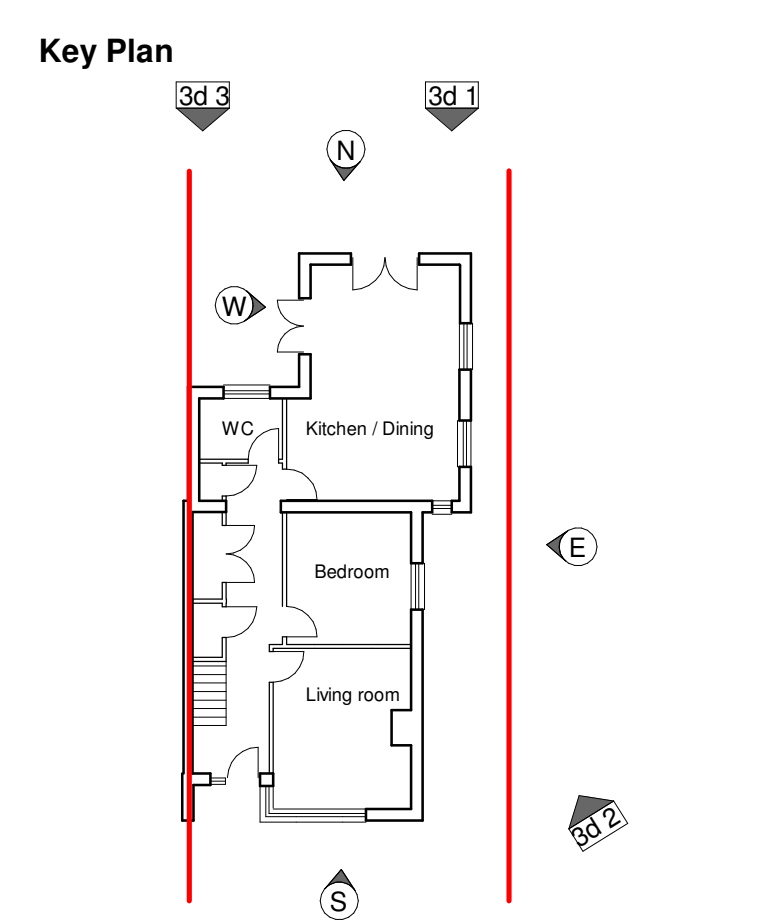 Key Plan
3d 3
3d 1
N
W
WC
Kitchen / Dining
E
Bedroom
Living room
3d 2
S